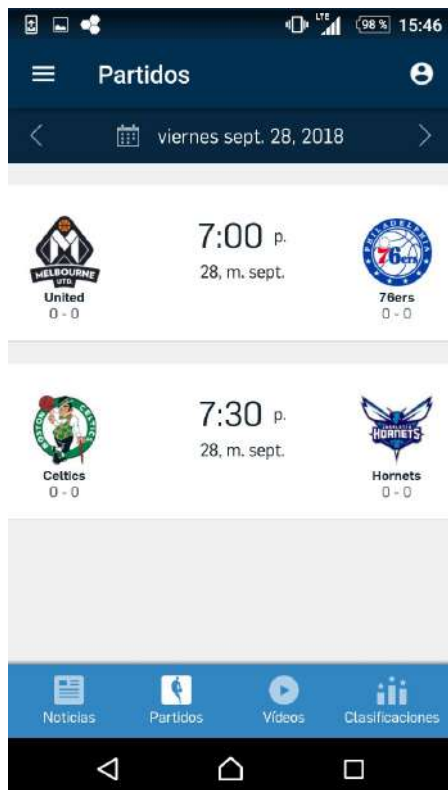 LTE 98 % 15:46
Partidos
viernes sept. 28, 2018
7:00 p.
28, m. sept.
MELBOURNE
UTD.
United
0 - 0
PHILADELPHIA
76ers
76ers
0 - 0
7:30 p.
28, m. sept.
BOSTON CELTICS
Celtics
0 - 0
CHARLOTTE
HORNETS
Hornets
0 - 0
Noticias
Partidos
Vídeos
Clasificaciones